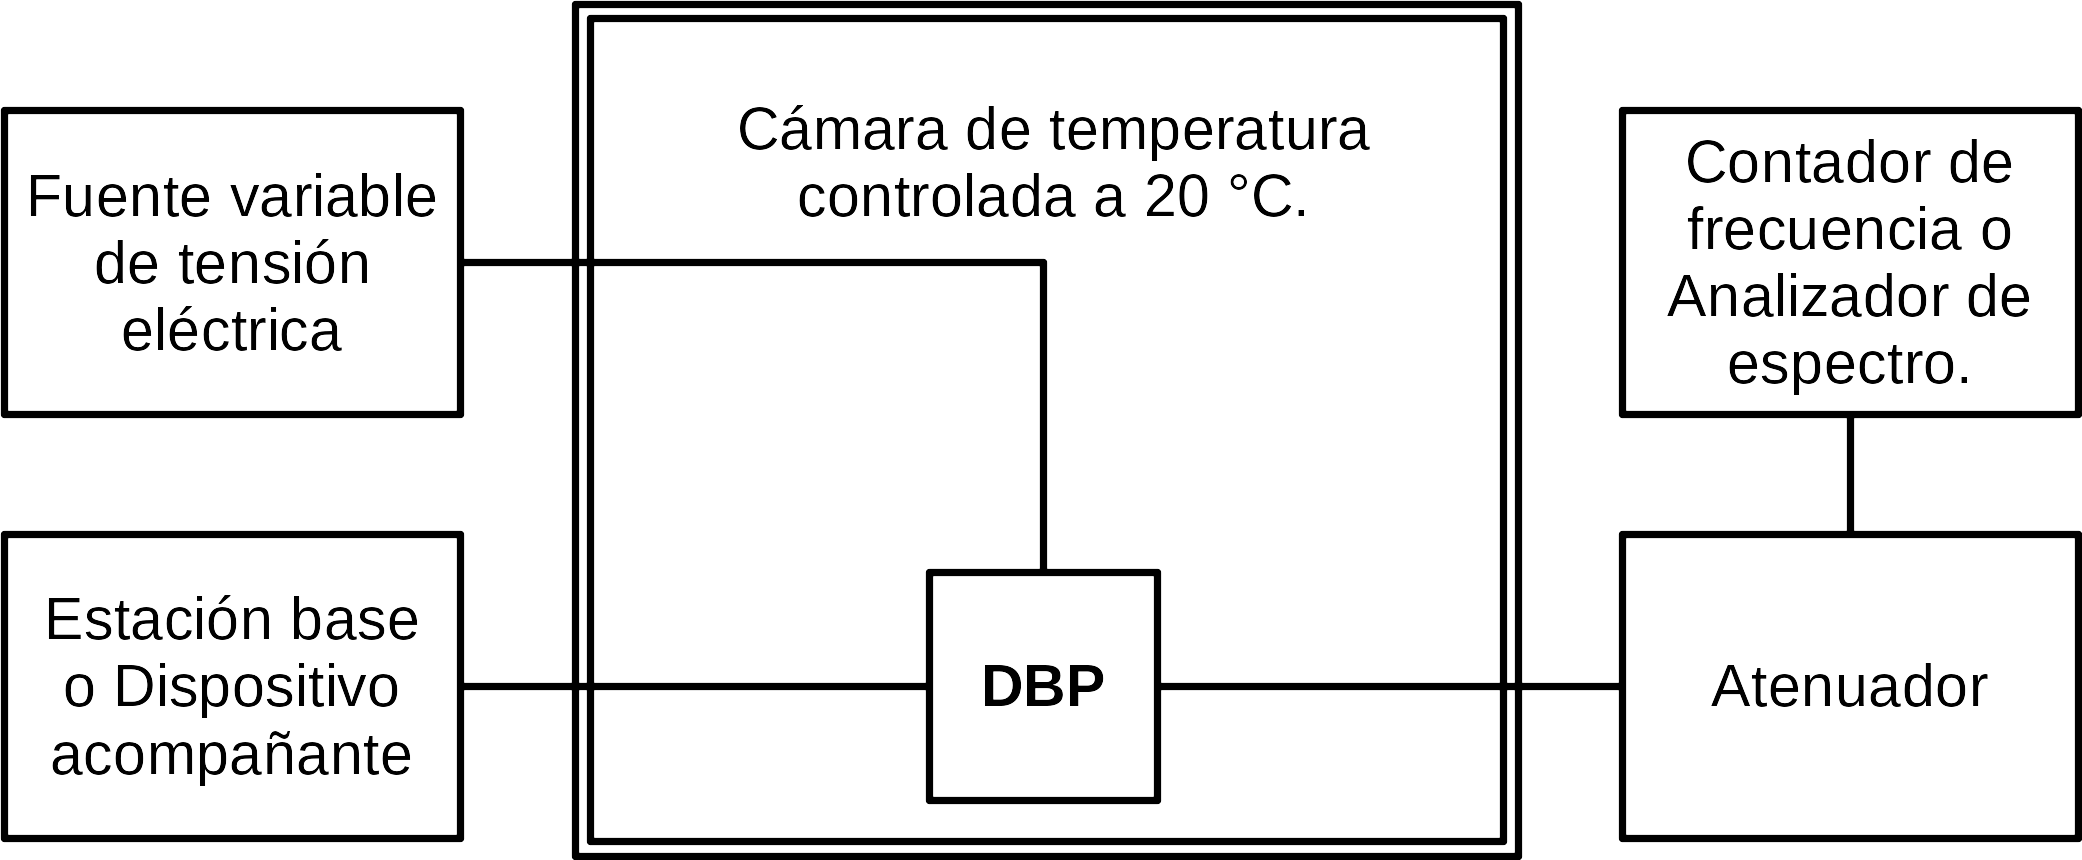 Fuente variable
de tensión
eléctrica
Cámara de temperatura
controlada a 20 °C.
Contador de
frecuencia o
Analizador de
espectro.
Estación base
o Dispositivo
acompañante
DBP
Atenuador